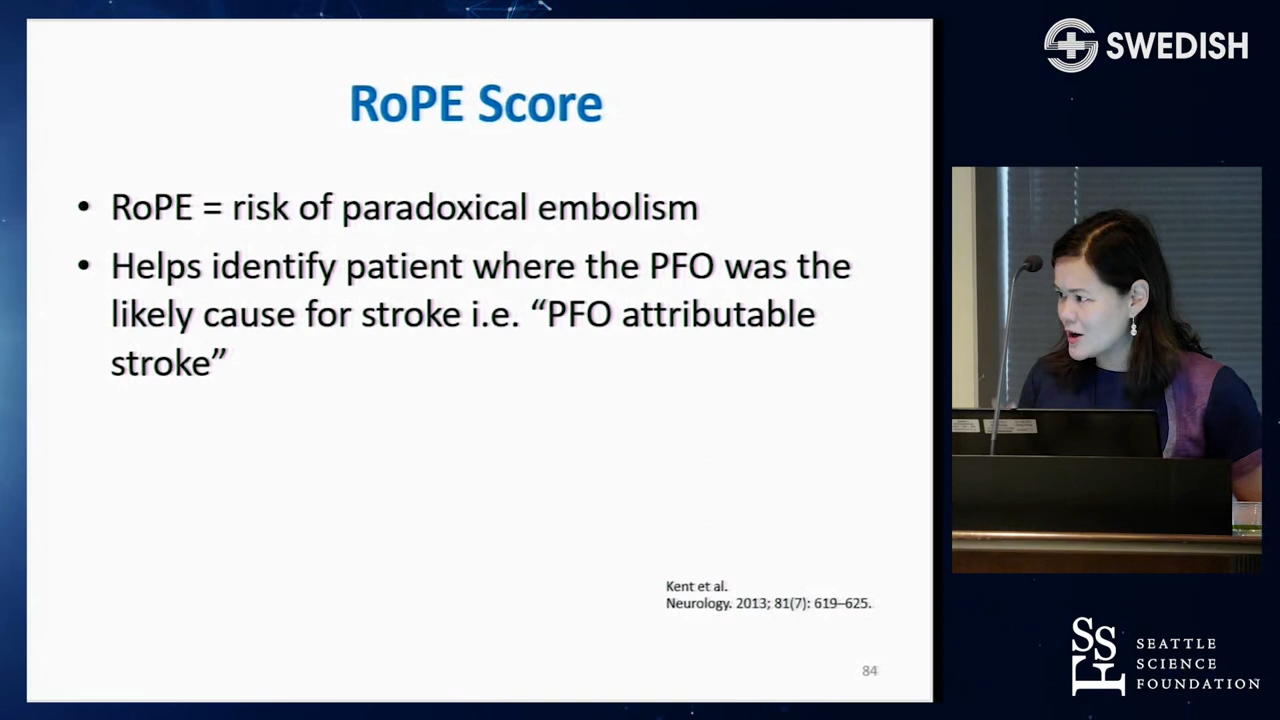 RoPE Score
• RoPE = risk of paradoxical embolism
• Helps identify patient where the PFO was the
likely cause for stroke i.e. “PFO attributable
stroke”
Kent et al.
Neurology. 2013; 81(7): 619–625.
84
SWEDISH
SSF
SEATTLE
SCIENCE
FOUNDATION